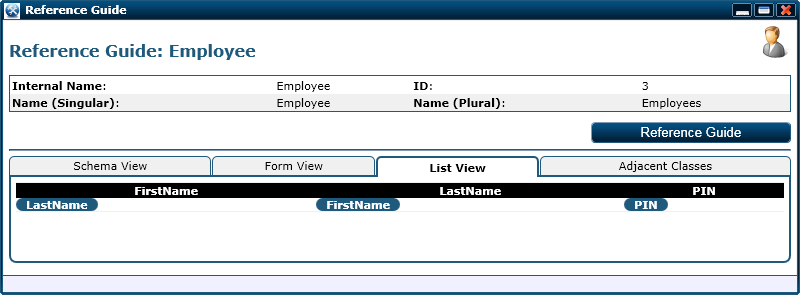 Reference Guide
Reference Guide: Employee
Internal Name: Employee ID: 3
Name (Singular): Employee Name (Plural): Employees
Reference Guide
Schema View Form View List View Adjacent Classes
FirstName LastName PIN
LastName FirstName PIN